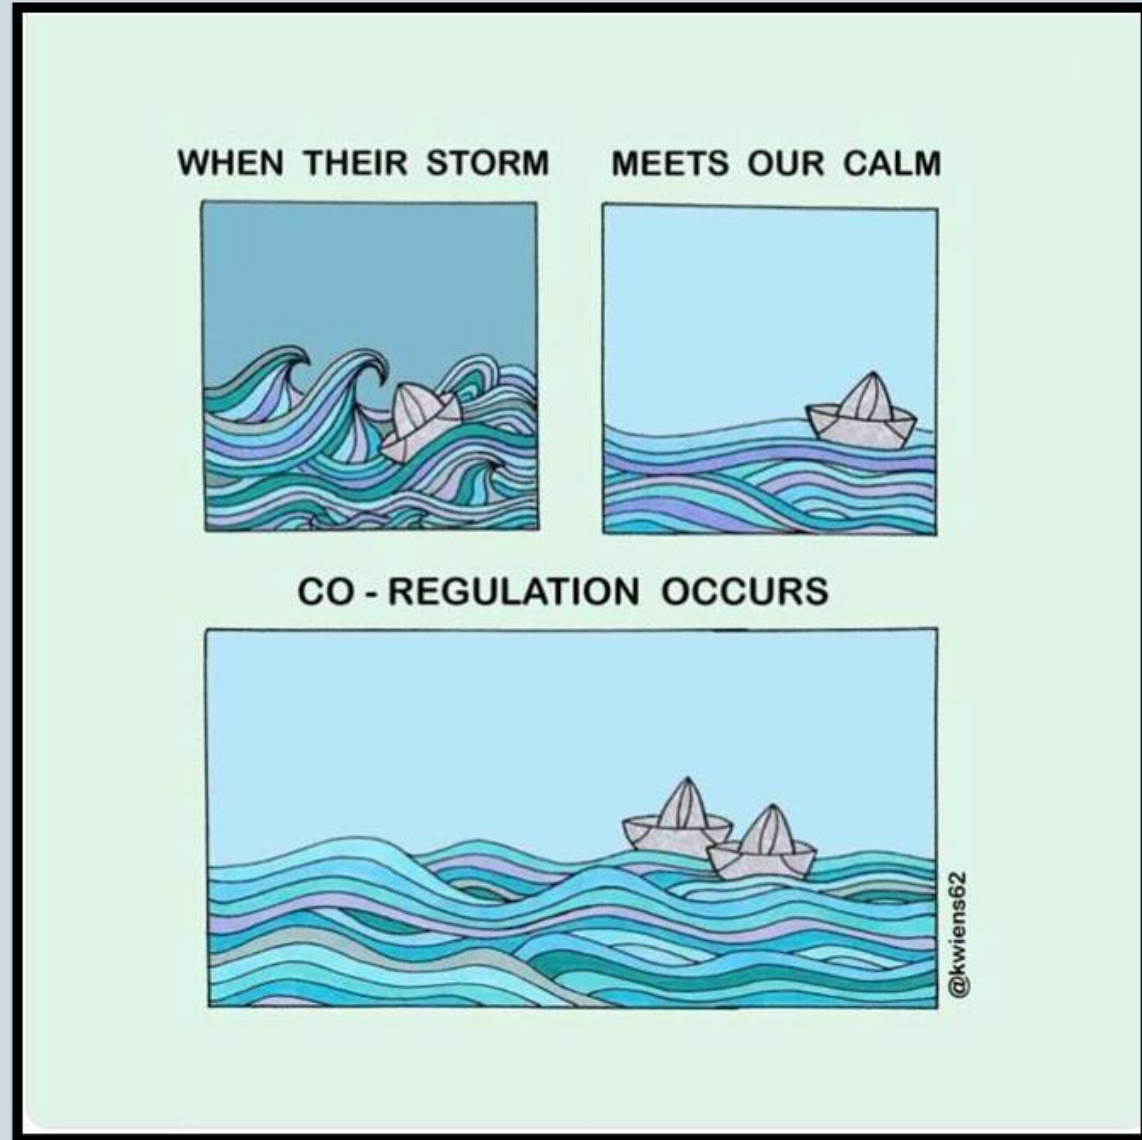 WHEN THEIR STORM
MEETS OUR CALM
CO - REGULATION OCCURS
@kwiens62